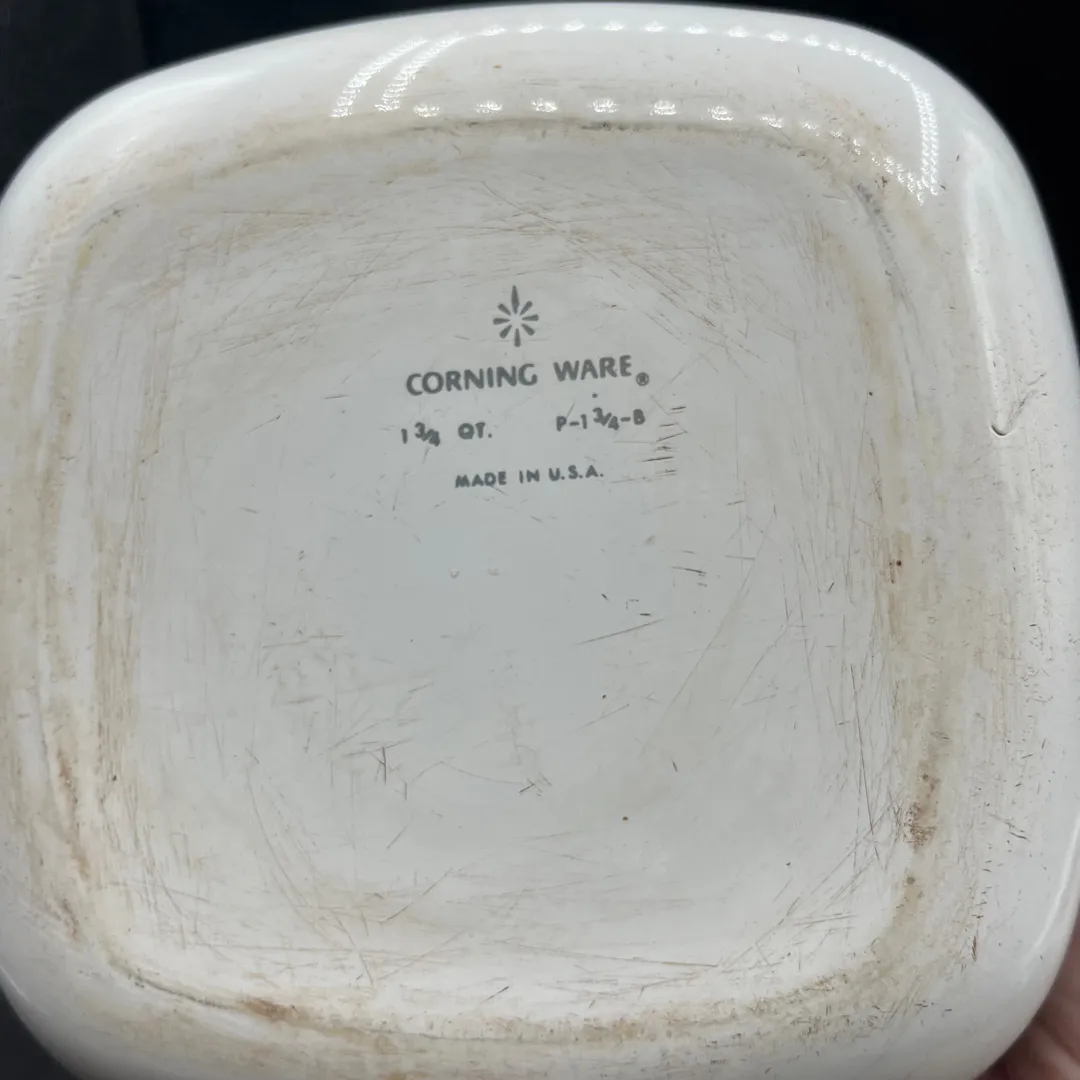 CORNING WARE®
1 3/4 QT. P-1 3/4-B
MADE IN U.S.A.